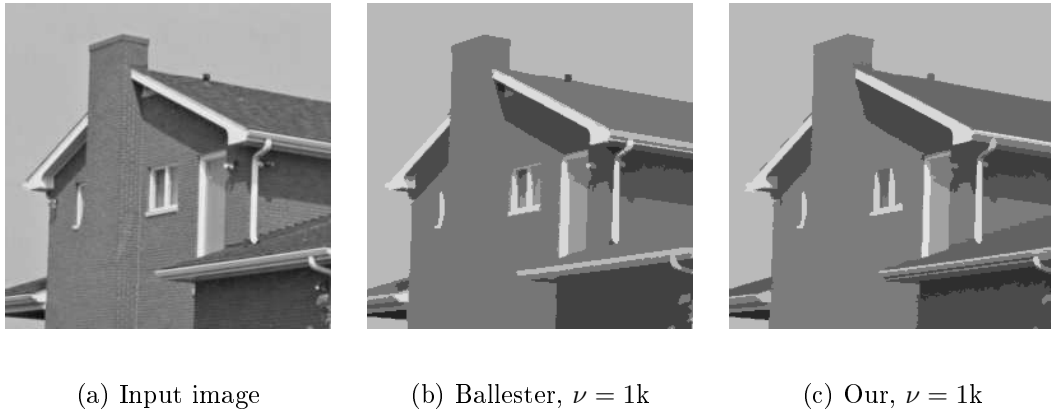 (a) Input image
(b) Ballester, ν = 1k
(c) Our, ν = 1k